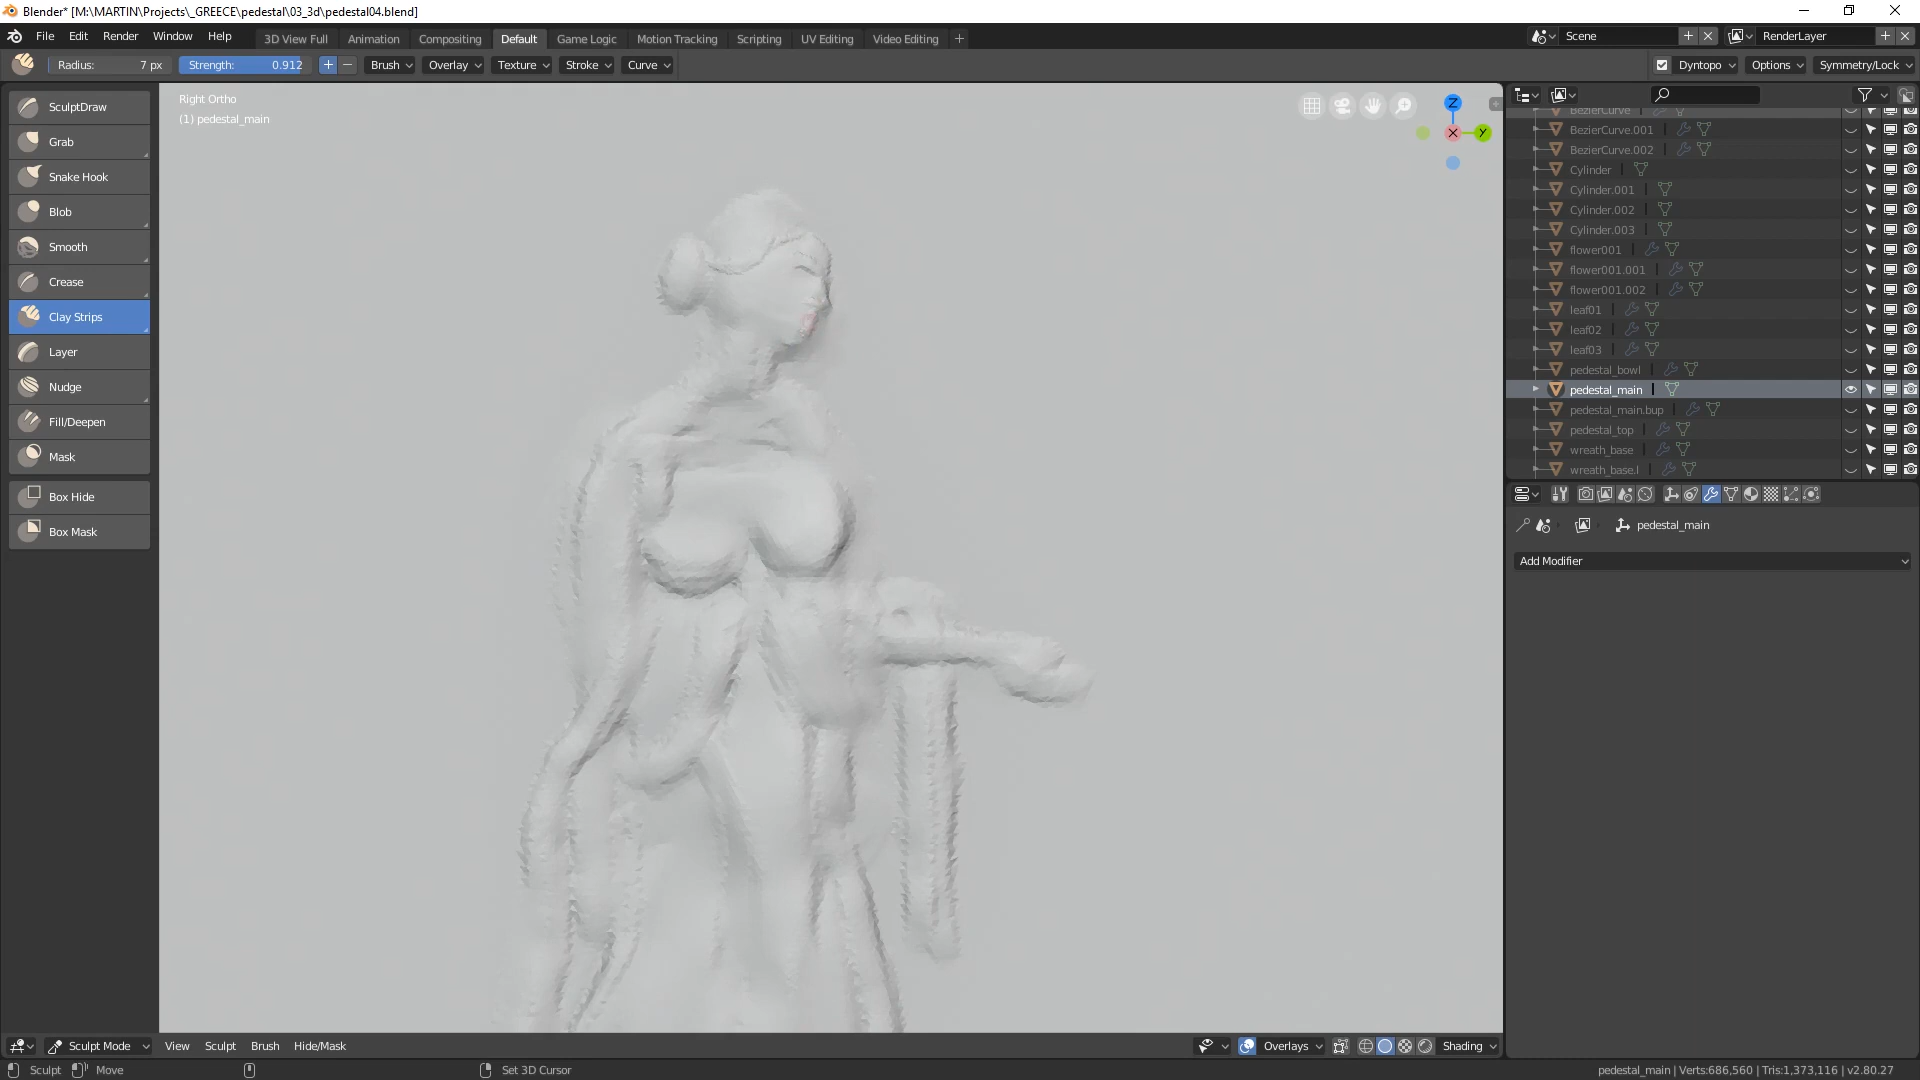 Blender* [M:\MARTIN\Projects\_GREECE\pedestal\03_3d\pedestal04.blend]
File Edit Render Window Help
3D View Full Animation Compositing Default Game Logic Motion Tracking Scripting UV Editing Video Editing
Scene
RenderLayer
Radius: 7 px
Strength: 0.912
Brush Overlay Texture Stroke Curve
Dyntopo Options Symmetry/Lock
SculptDraw
Grab
Snake Hook
Blob
Smooth
Crease
Clay Strips
Layer
Nudge
Fill/Deepen
Mask
Box Hide
Box Mask
Right Ortho
(1) pedestal_main
Z
X
Y
BezierCurve
BezierCurve.001
BezierCurve.002
Cylinder
Cylinder.001
Cylinder.002
Cylinder.003
flower001
flower001.001
flower001.002
leaf01
leaf02
leaf03
pedestal_bowl
pedestal_main
pedestal_main.bup
pedestal_top
wreath_base
wreath_base.l
pedestal_main
Add Modifier
Sculpt Mode View Sculpt Brush Hide/Mask
Overlays
Shading
Sculpt Move Set 3D Cursor
pedestal_main | Verts:686,560 | Tris:1,373,116 | v2.80.27